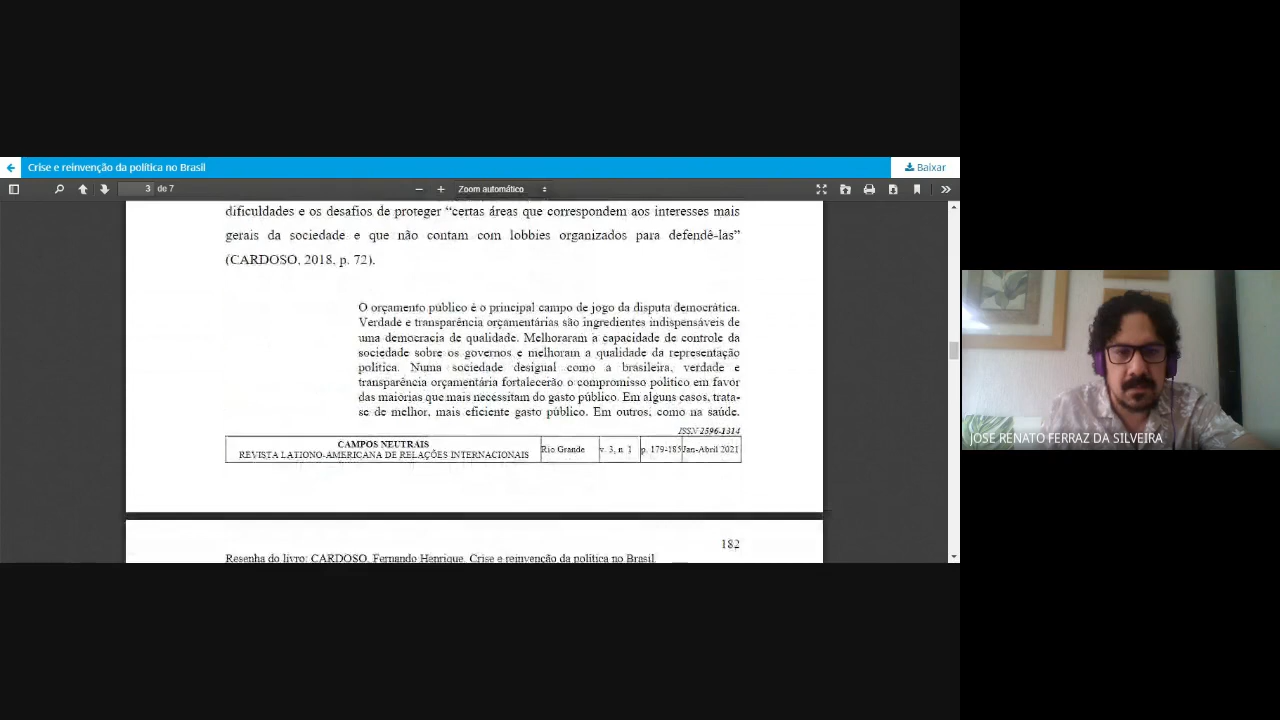 Crise e reinvenção da política no Brasil
Baixar
3 de 7
Zoom automático
dificuldades e os desafios de proteger “certas áreas que correspondem aos interesses mais
gerais da sociedade e que não contam com lobbies organizados para defendê-las”
(CARDOSO, 2018, p. 72).
O orçamento público é o principal campo de jogo da disputa democrática.
Verdade e transparência orçamentárias são ingredientes indispensáveis de
uma democracia de qualidade. Melhoraram a capacidade de controle da
sociedade sobre os governos e melhoram a qualidade da representação
política. Numa sociedade desigual como a brasileira, verdade e
transparência orçamentária fortalecerão o compromisso político em favor
das maiorias que mais necessitam do gasto público. Em alguns casos, trata-
se de melhor, mais eficiente gasto público. Em outros, como na saúde,
ISSN 2596-1314
CAMPOS NEUTRAIS
REVISTA LATIONO-AMERICANA DE RELAÇÕES INTERNACIONAIS
Rio Grande
v. 3, n. 1
p. 179-185
Jan-Abril 2021
JOSE RENATO FERRAZ DA SILVEIRA
182
Resenha do livro: CARDOSO, Fernando Henrique. Crise e reinvenção da política no Brasil.